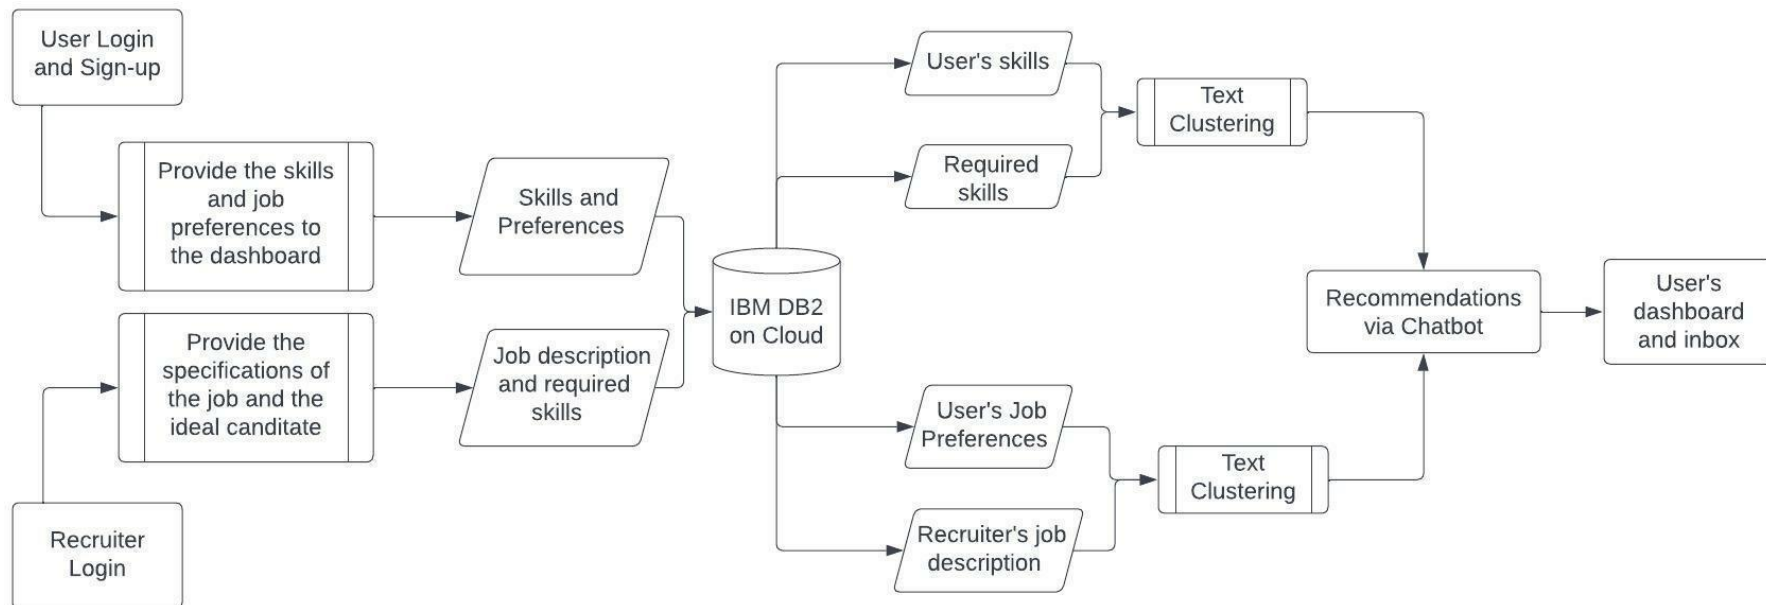 User Login
and Sign-up
Provide the skills
and job
preferences to
the dashboard
Skills and
Preferences
Provide the
specifications of
the job and the
ideal canditate
Job description
and required
skills
Recruiter
Login
IBM DB2
on Cloud
User's skills
Required
skills
Text
Clustering
User's Job
Preferences
Recruiter's job
description
Text
Clustering
Recommendations
via Chatbot
User's
dashboard
and inbox